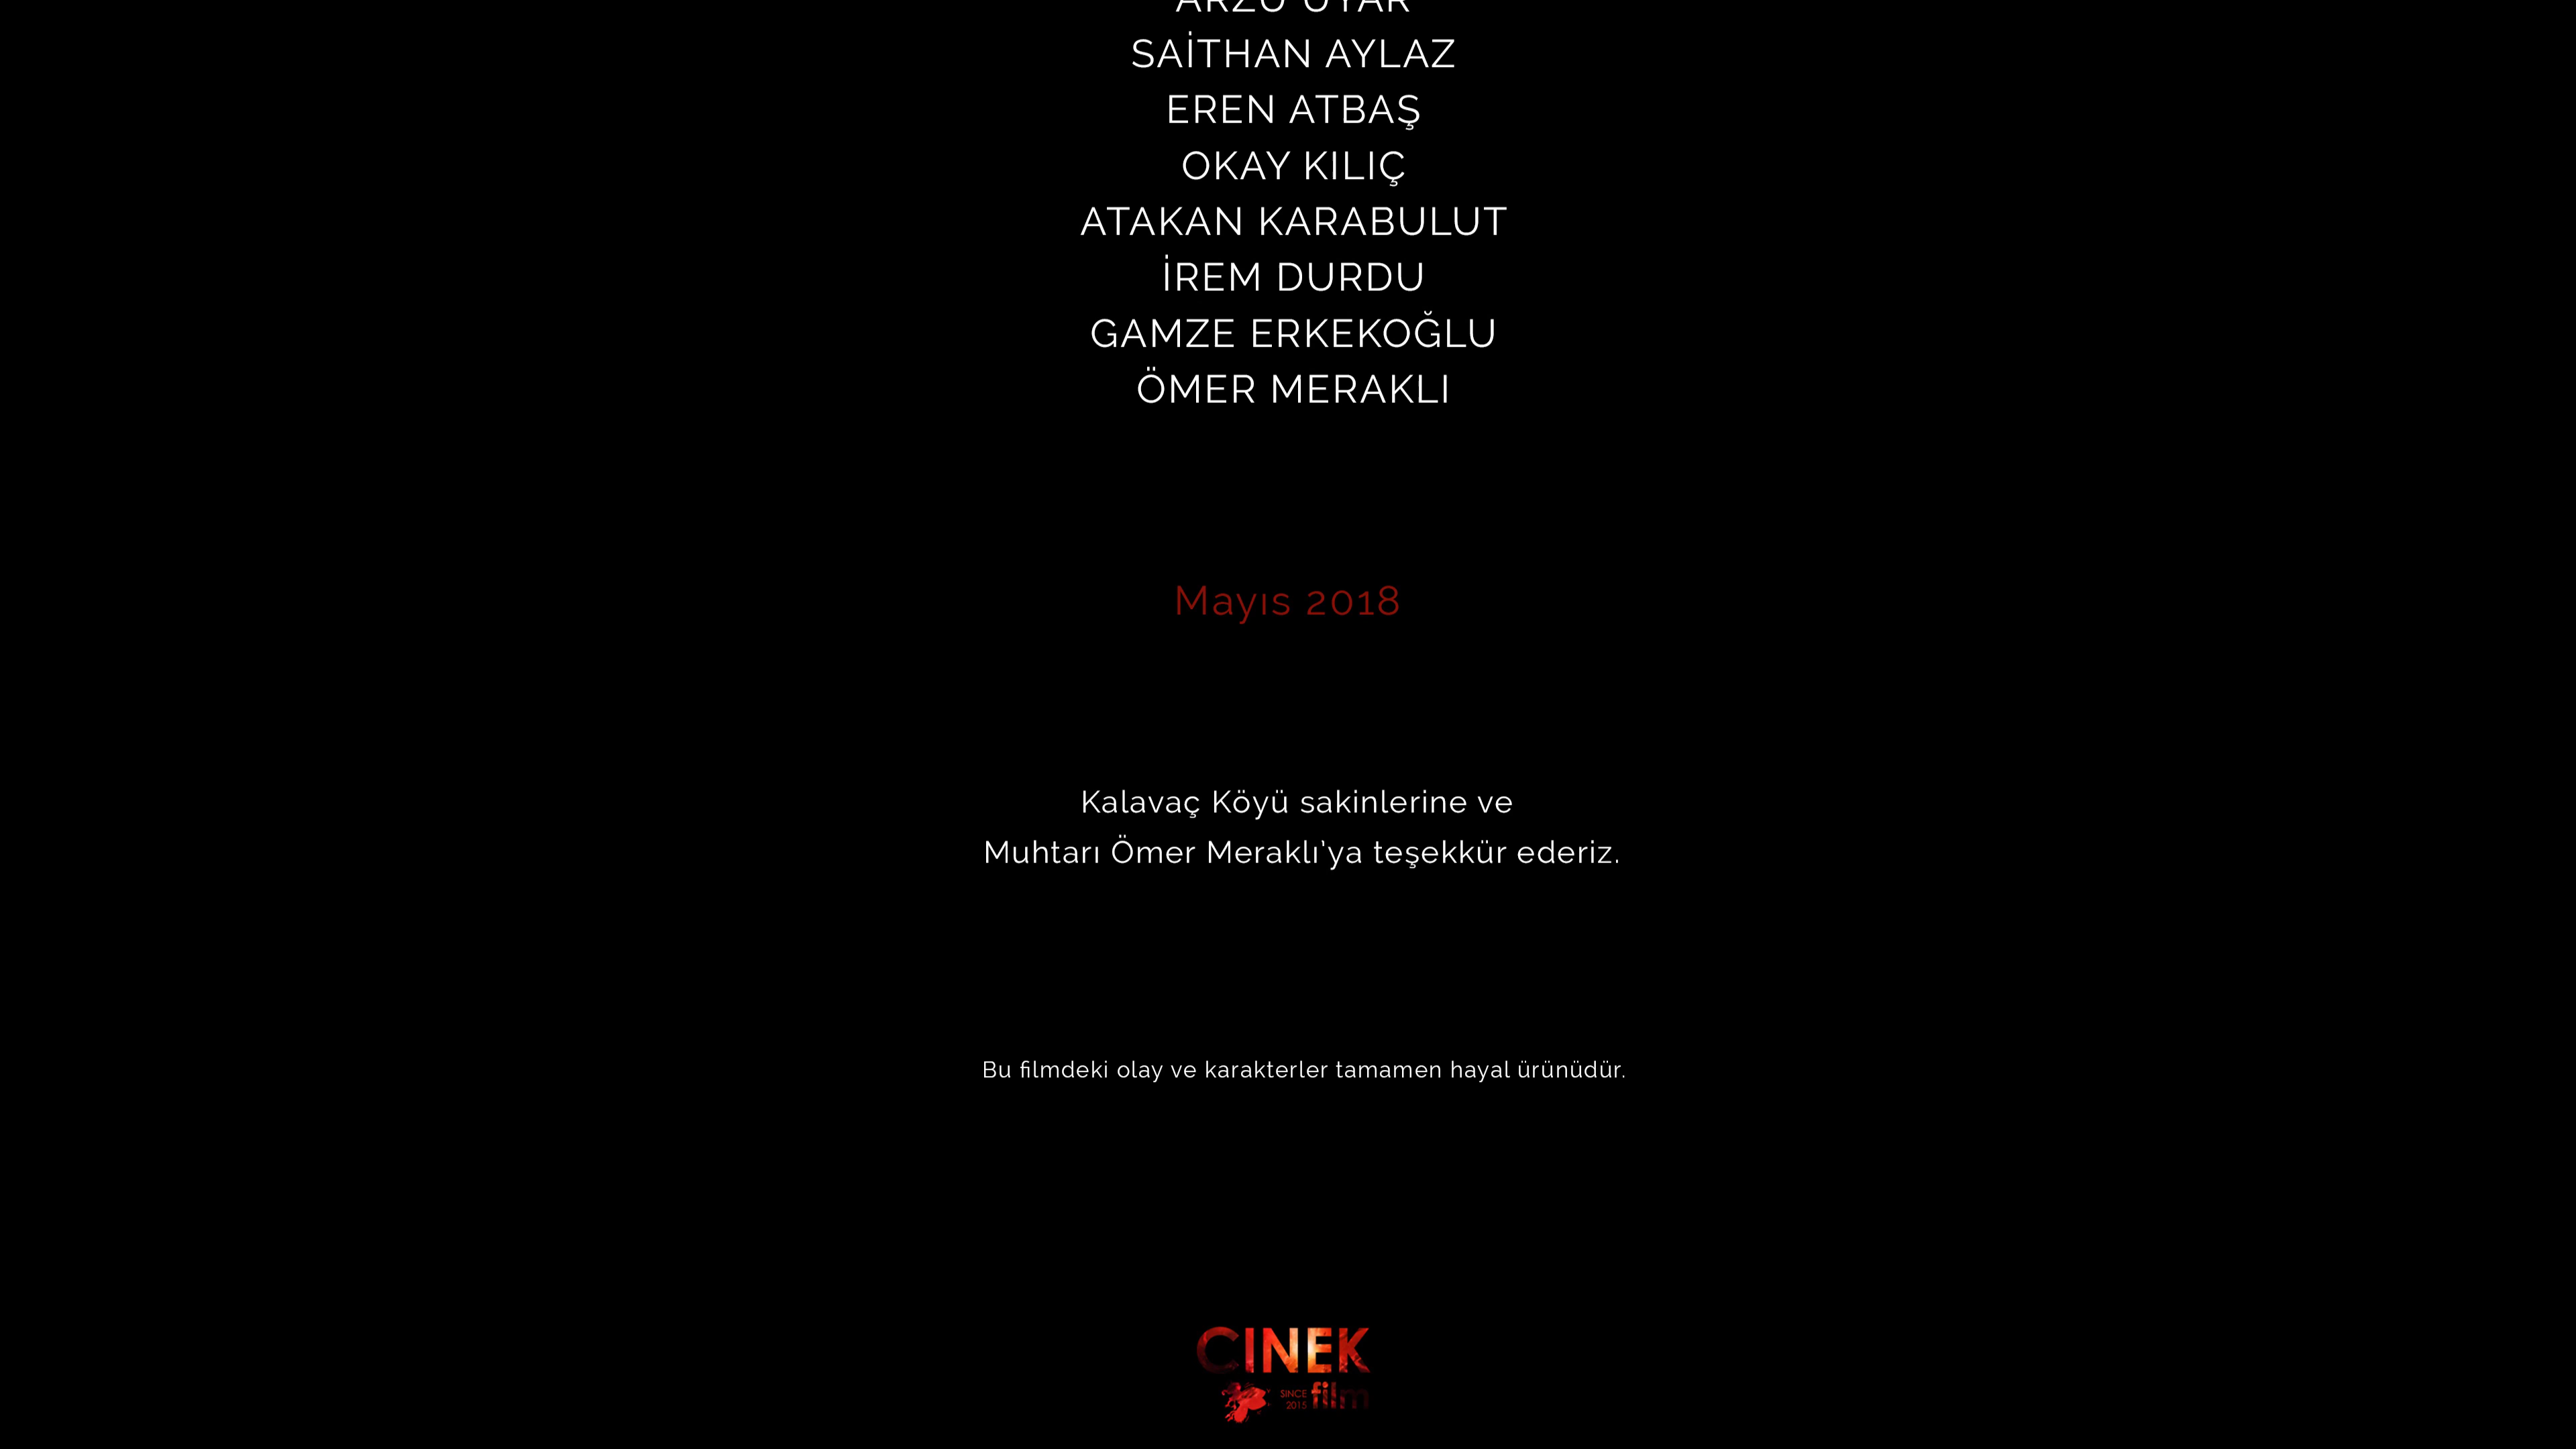 ARZU UYAR
SAİTHAN AYLAZ
EREN ATBAŞ
OKAY KILIÇ
ATAKAN KARABULUT
İREM DURDU
GAMZE ERKEKOĞLU
ÖMER MERAKLI
Mayıs 2018
Kalavaç Köyü sakinlerine ve
Muhtarı Ömer Meraklı'ya teşekkür ederiz.
Bu filmdeki olay ve karakterler tamamen hayal ürünüdür.
CINEK
SINCE film
2015